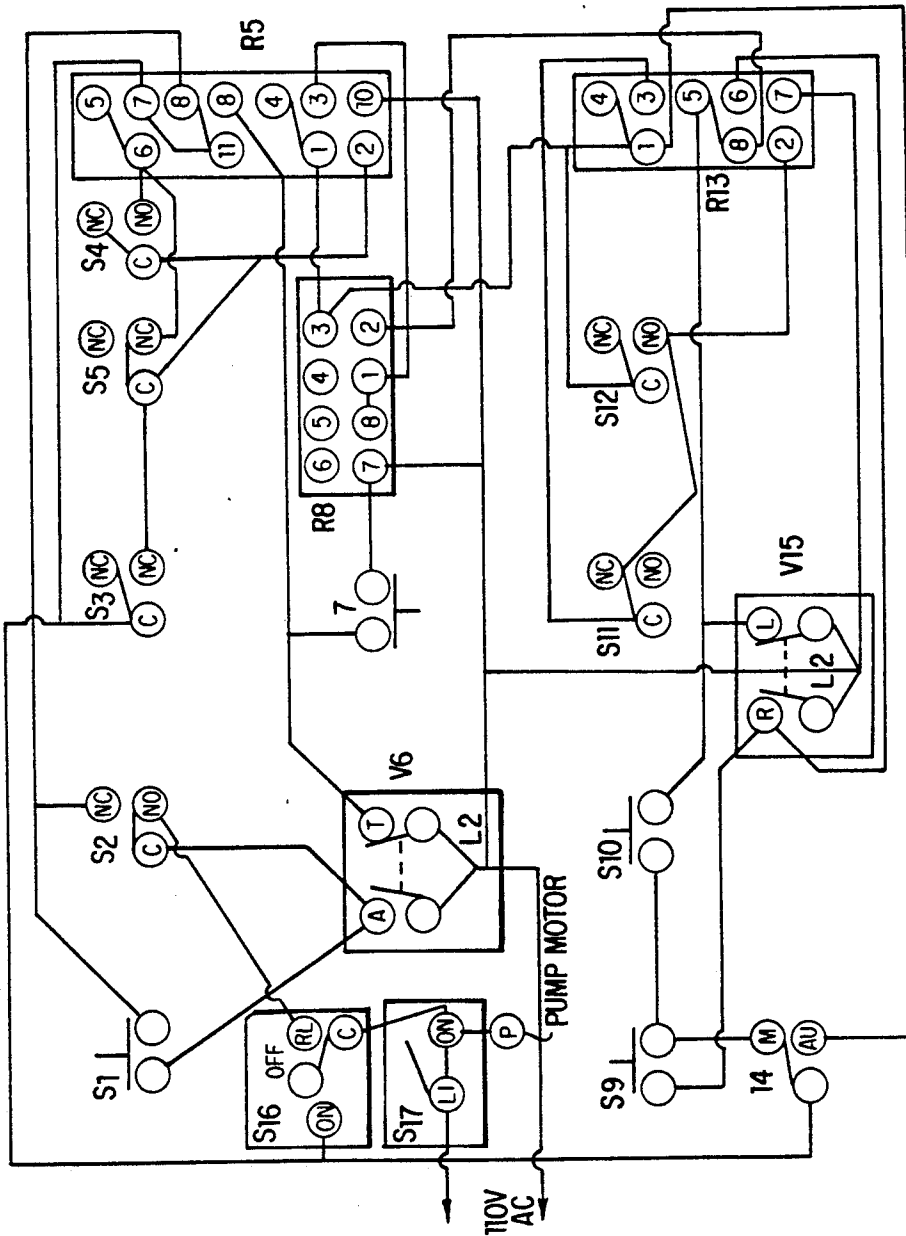 S1
S2
NC
C
NO
S3
NC
C
NC
S5
NC
C
NC
S4
NC
C
NO
R5
5
7
8
8
4
3
10
6
11
1
2
S16
OFF
ON
RL
C
S17
LI
ON
P
PUMP MOTOR
110V
AC
V6
A
T
L2
7
R8
6
5
4
3
7
8
1
2
S9
S10
14
M
AU
S11
NC
C
NO
S12
NC
C
NO
V15
R
L
L2
R13
4
3
5
6
7
1
8
2